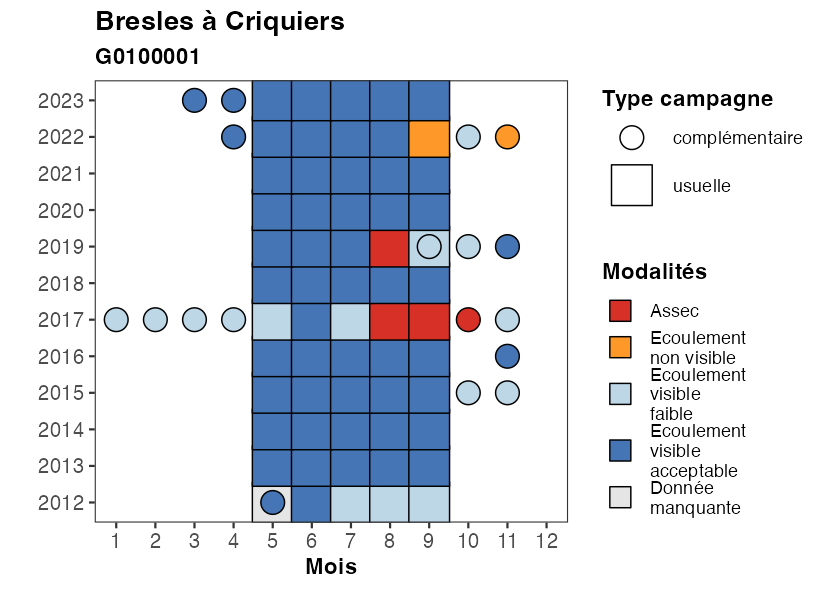 Bresles à Criquiers
G0100001
2023
2022
2021
2020
2019
2018
2017
2016
2015
2014
2013
2012
1 2 3 4 5 6 7 8 9 10 11 12
Mois
Type campagne
complémentaire
usuelle
Modalités
Assec
Ecoulement
non visible
Ecoulement
visible
faible
Ecoulement
visible
acceptable
Donnée
manquante